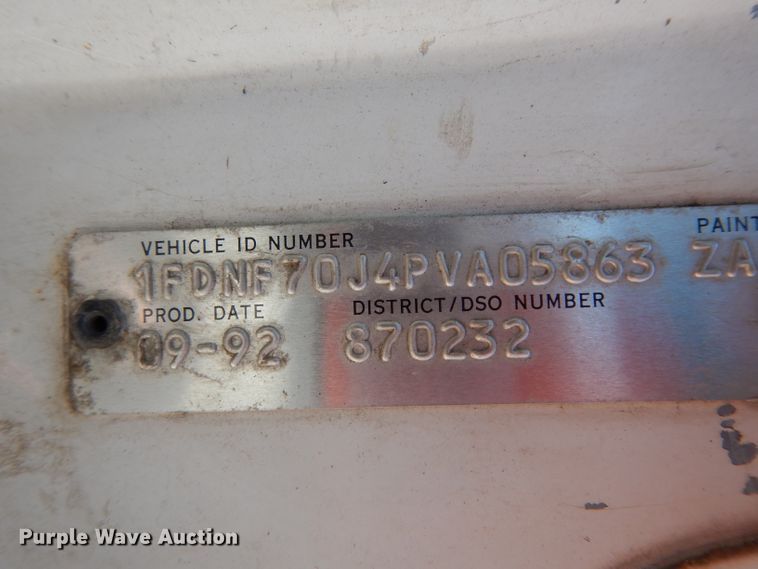 VEHICLE ID NUMBER PAINT
1FDNF70J4PVA05863 ZA
PROD. DATE DISTRICT/DSO NUMBER
09-92 870232
Purple Wave Auction